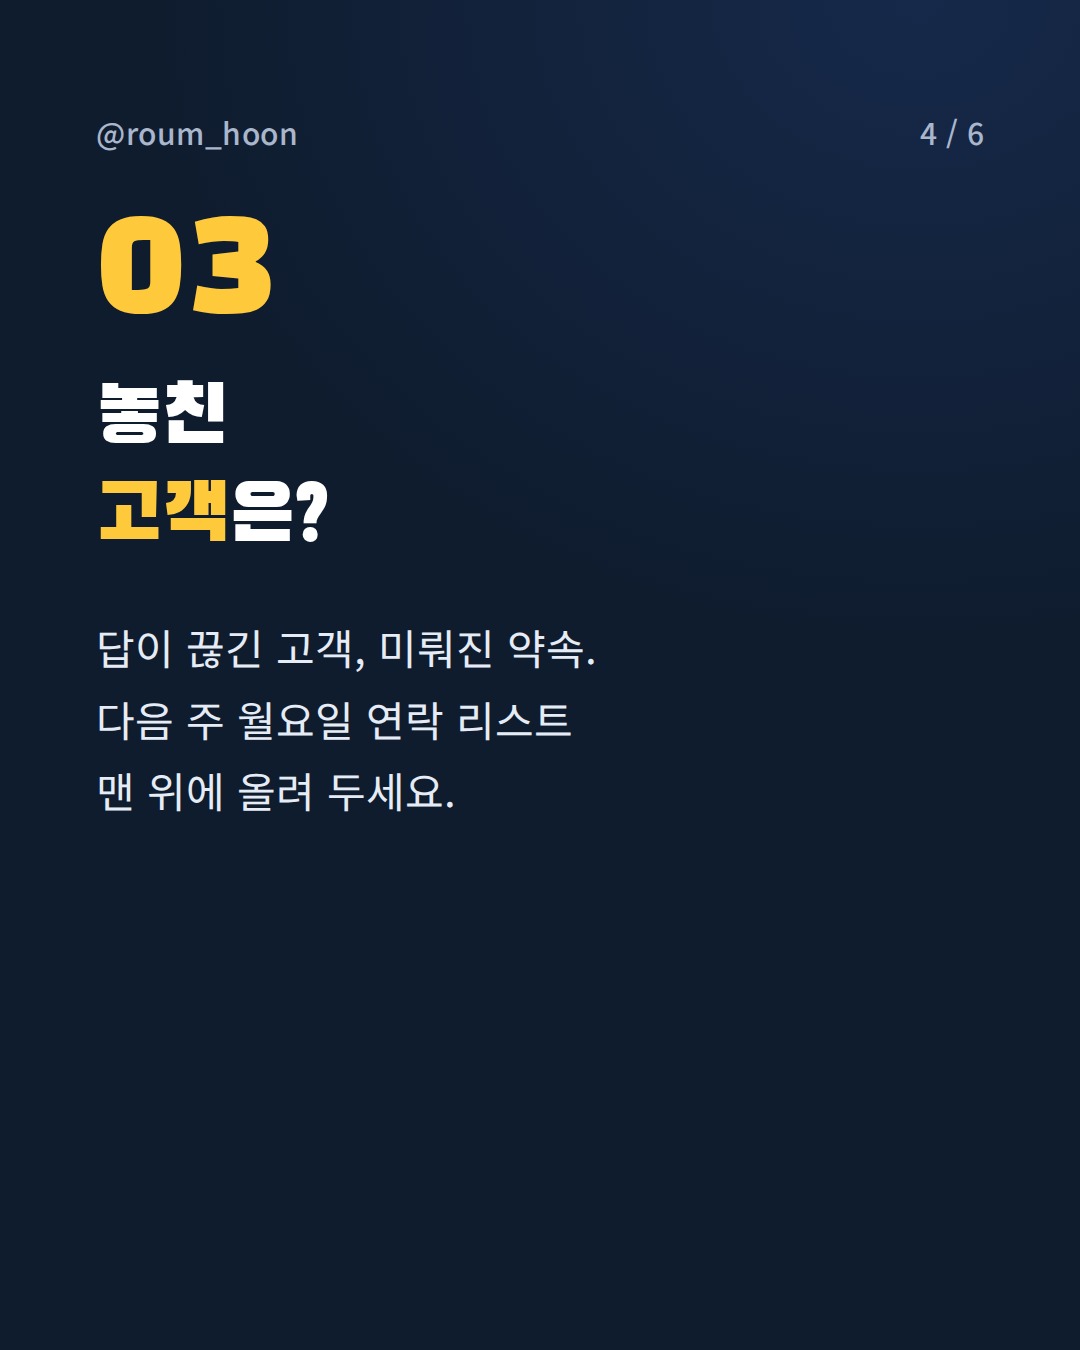 @roum_hoon
4 / 6
03
놓친
고객은?
답이 끊긴 고객, 미뤄진 약속.
다음 주 월요일 연락 리스트
맨 위에 올려 두세요.